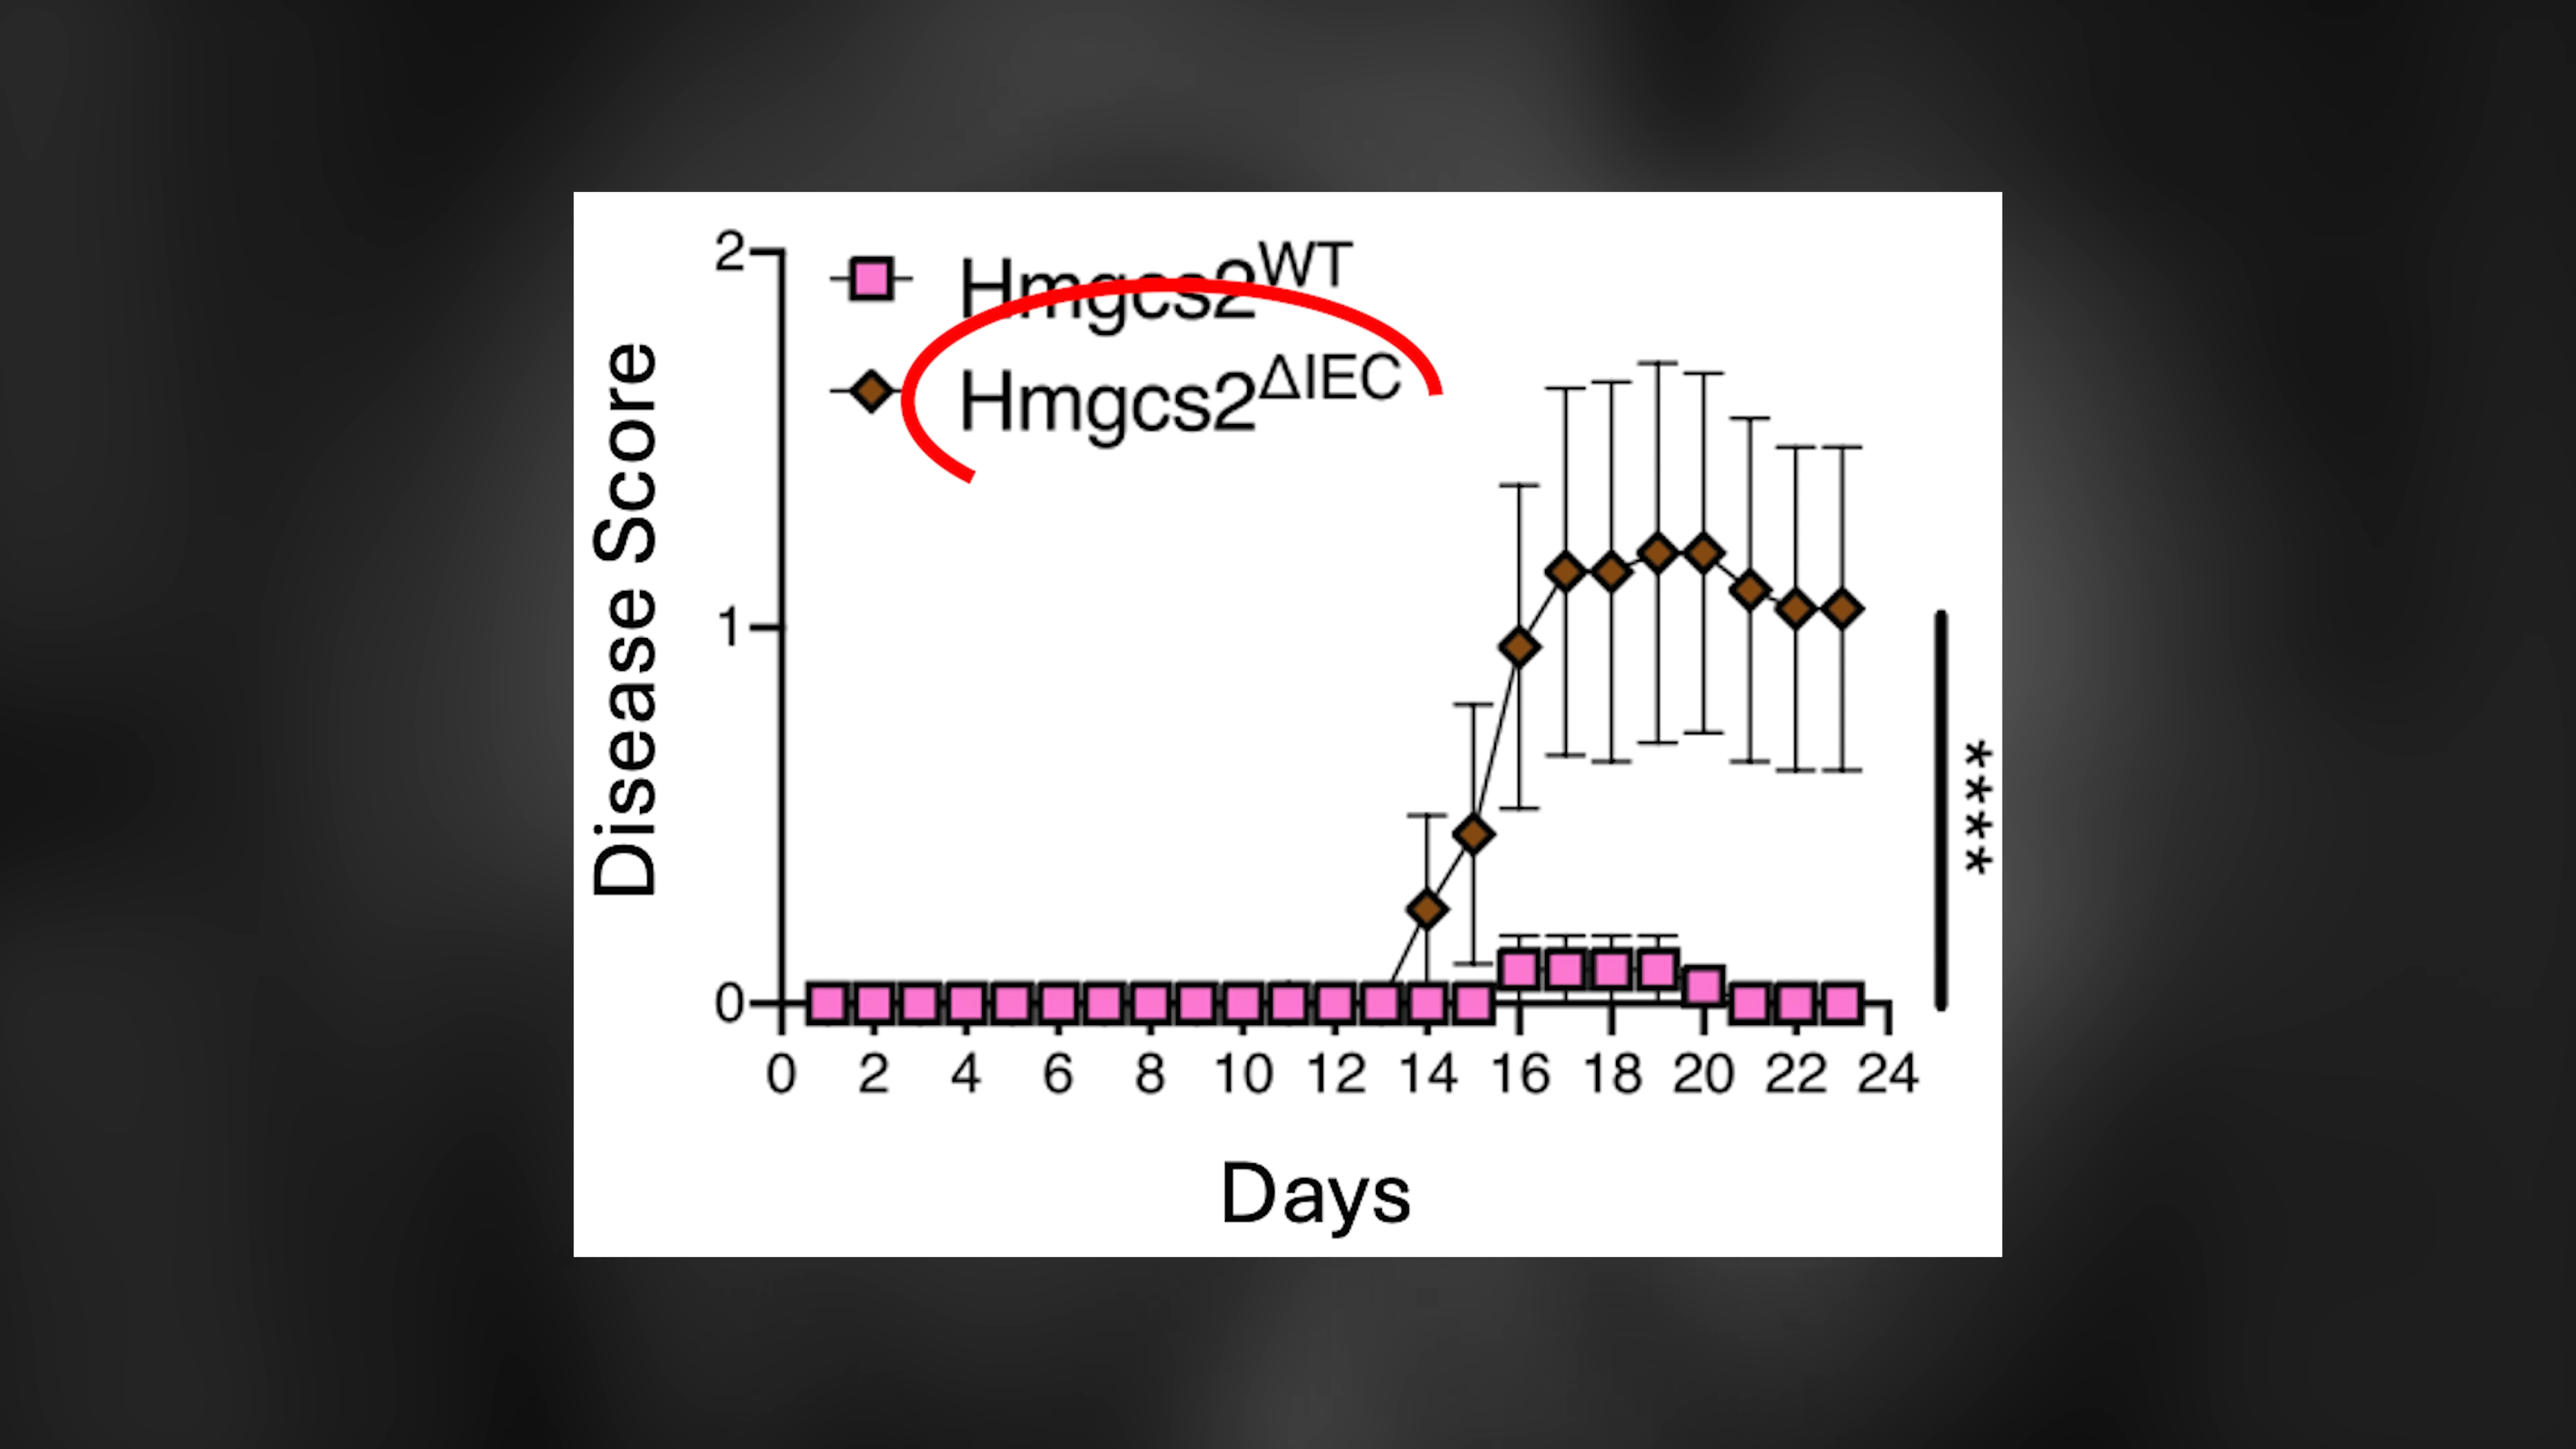 Hmgcs2^WT
Hmgcs2^ΔIEC
Disease Score
2
1
0
0 2 4 6 8 10 12 14 16 18 20 22 24
Days
****